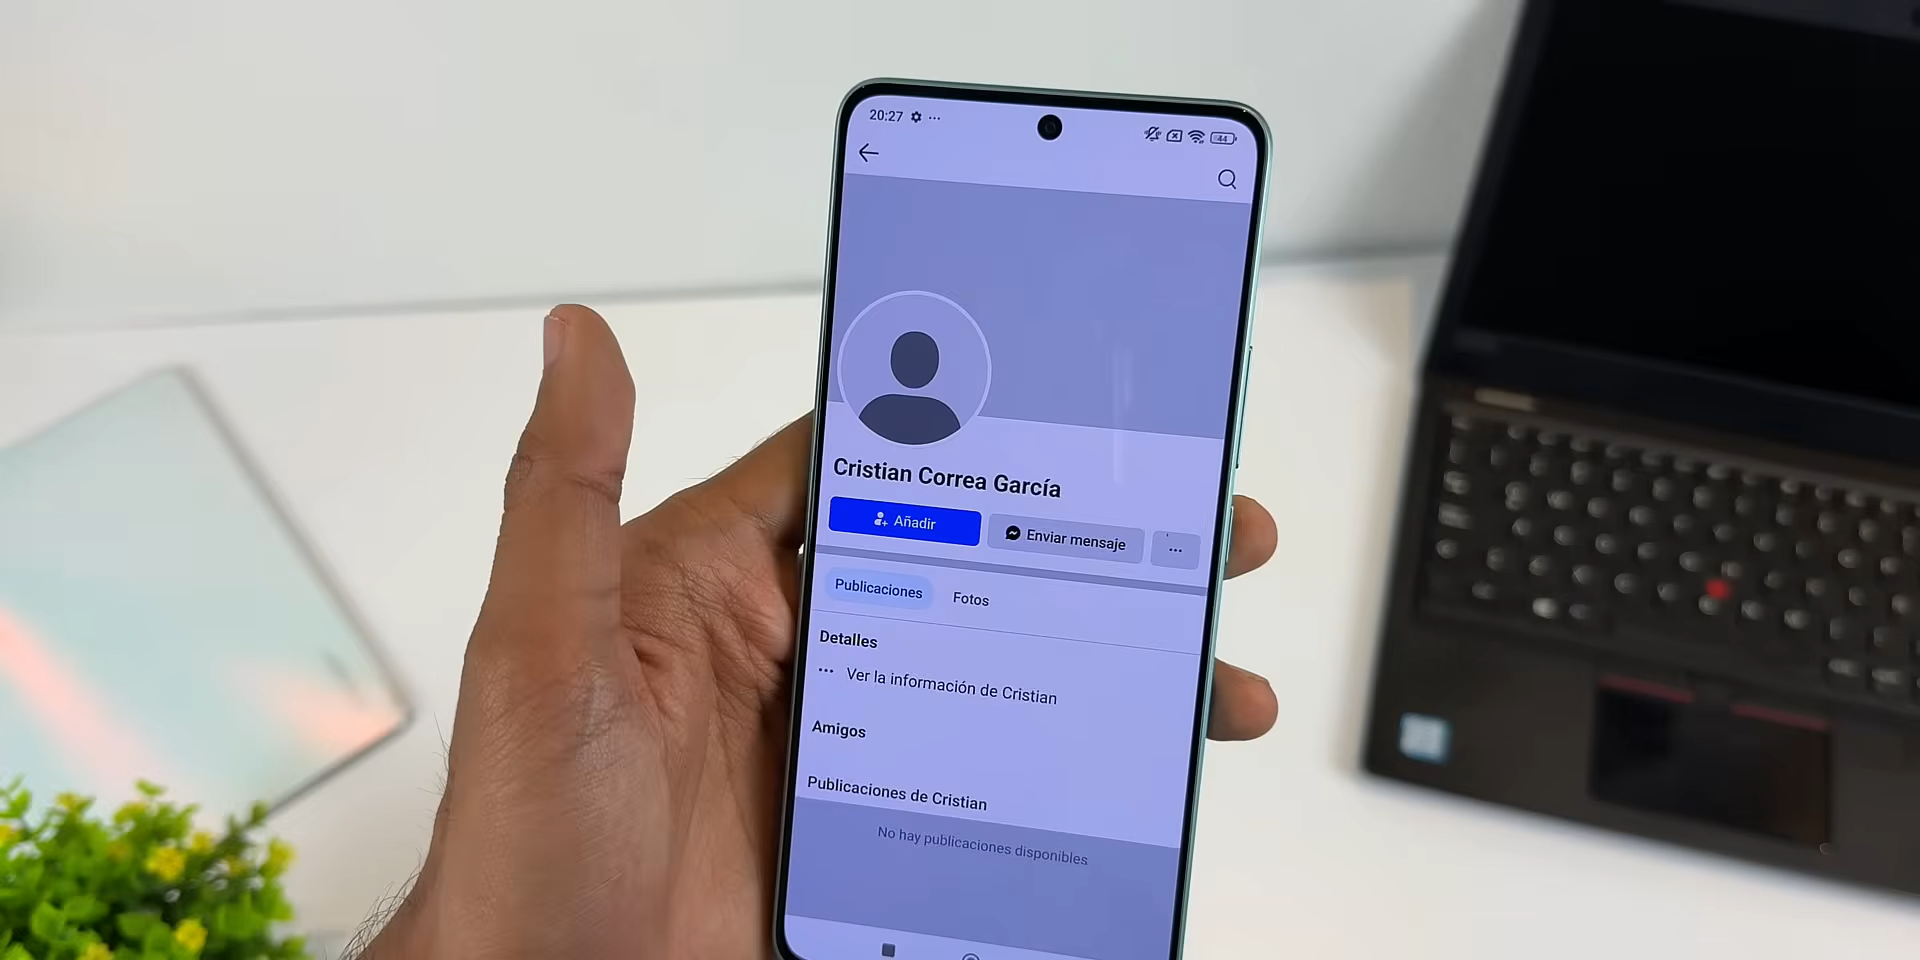 20:27
44
Cristian Correa García
Añadir
Enviar mensaje
Publicaciones Fotos
Detalles
Ver la información de Cristian
Amigos
Publicaciones de Cristian
No hay publicaciones disponibles